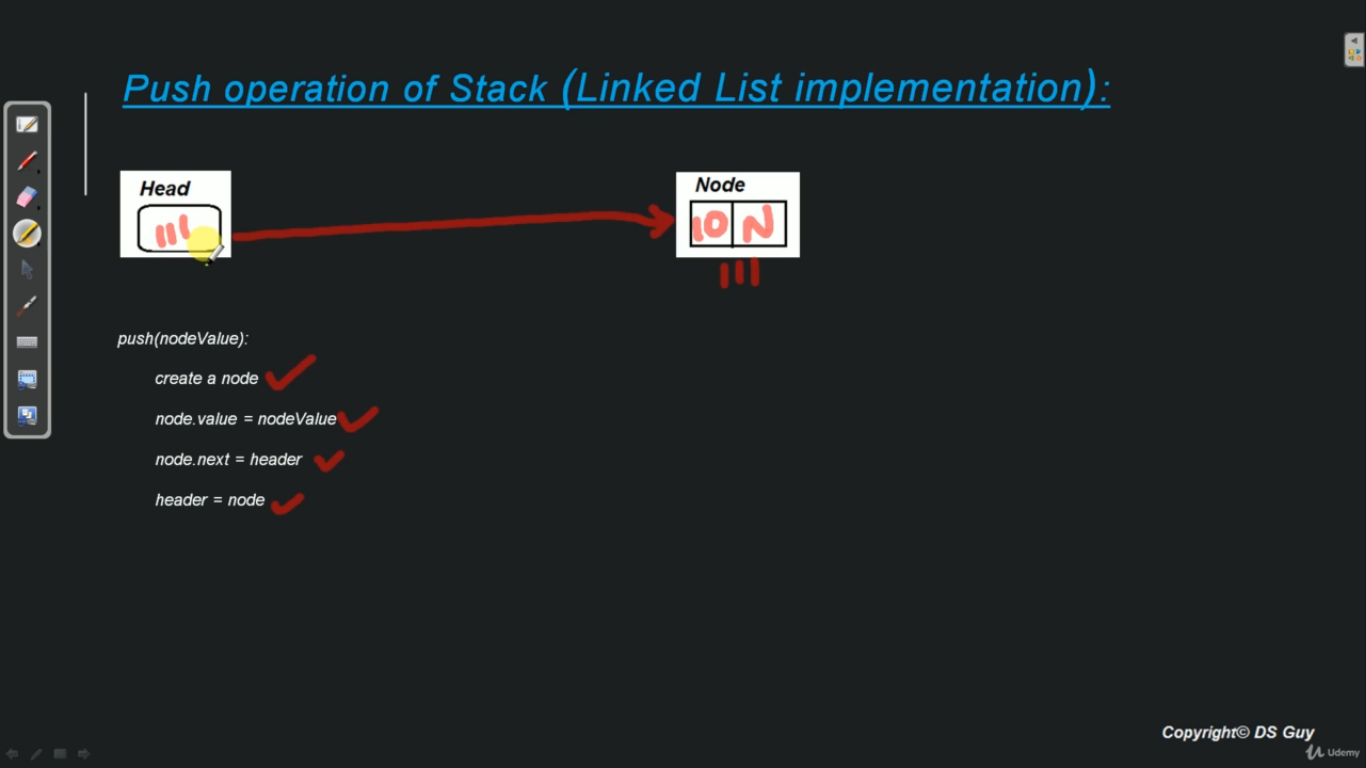 Push operation of Stack (Linked List implementation):
Head
111
Node
10 N
111
push(nodeValue):
create a node
node.value = nodeValue
node.next = header
header = node
Copyright© DS Guy
Udemy